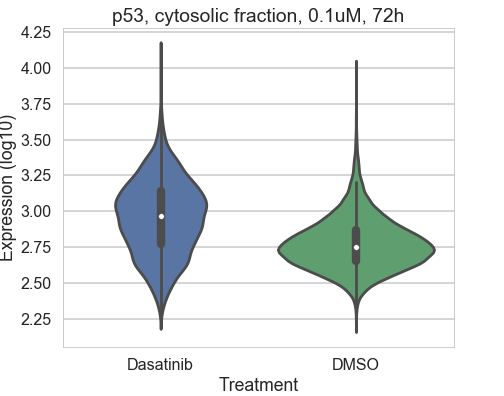 p53, cytosolic fraction, 0.1uM, 72h
Expression (log10)
4.25
4.00
3.75
3.50
3.25
3.00
2.75
2.50
2.25
Dasatinib
DMSO
Treatment